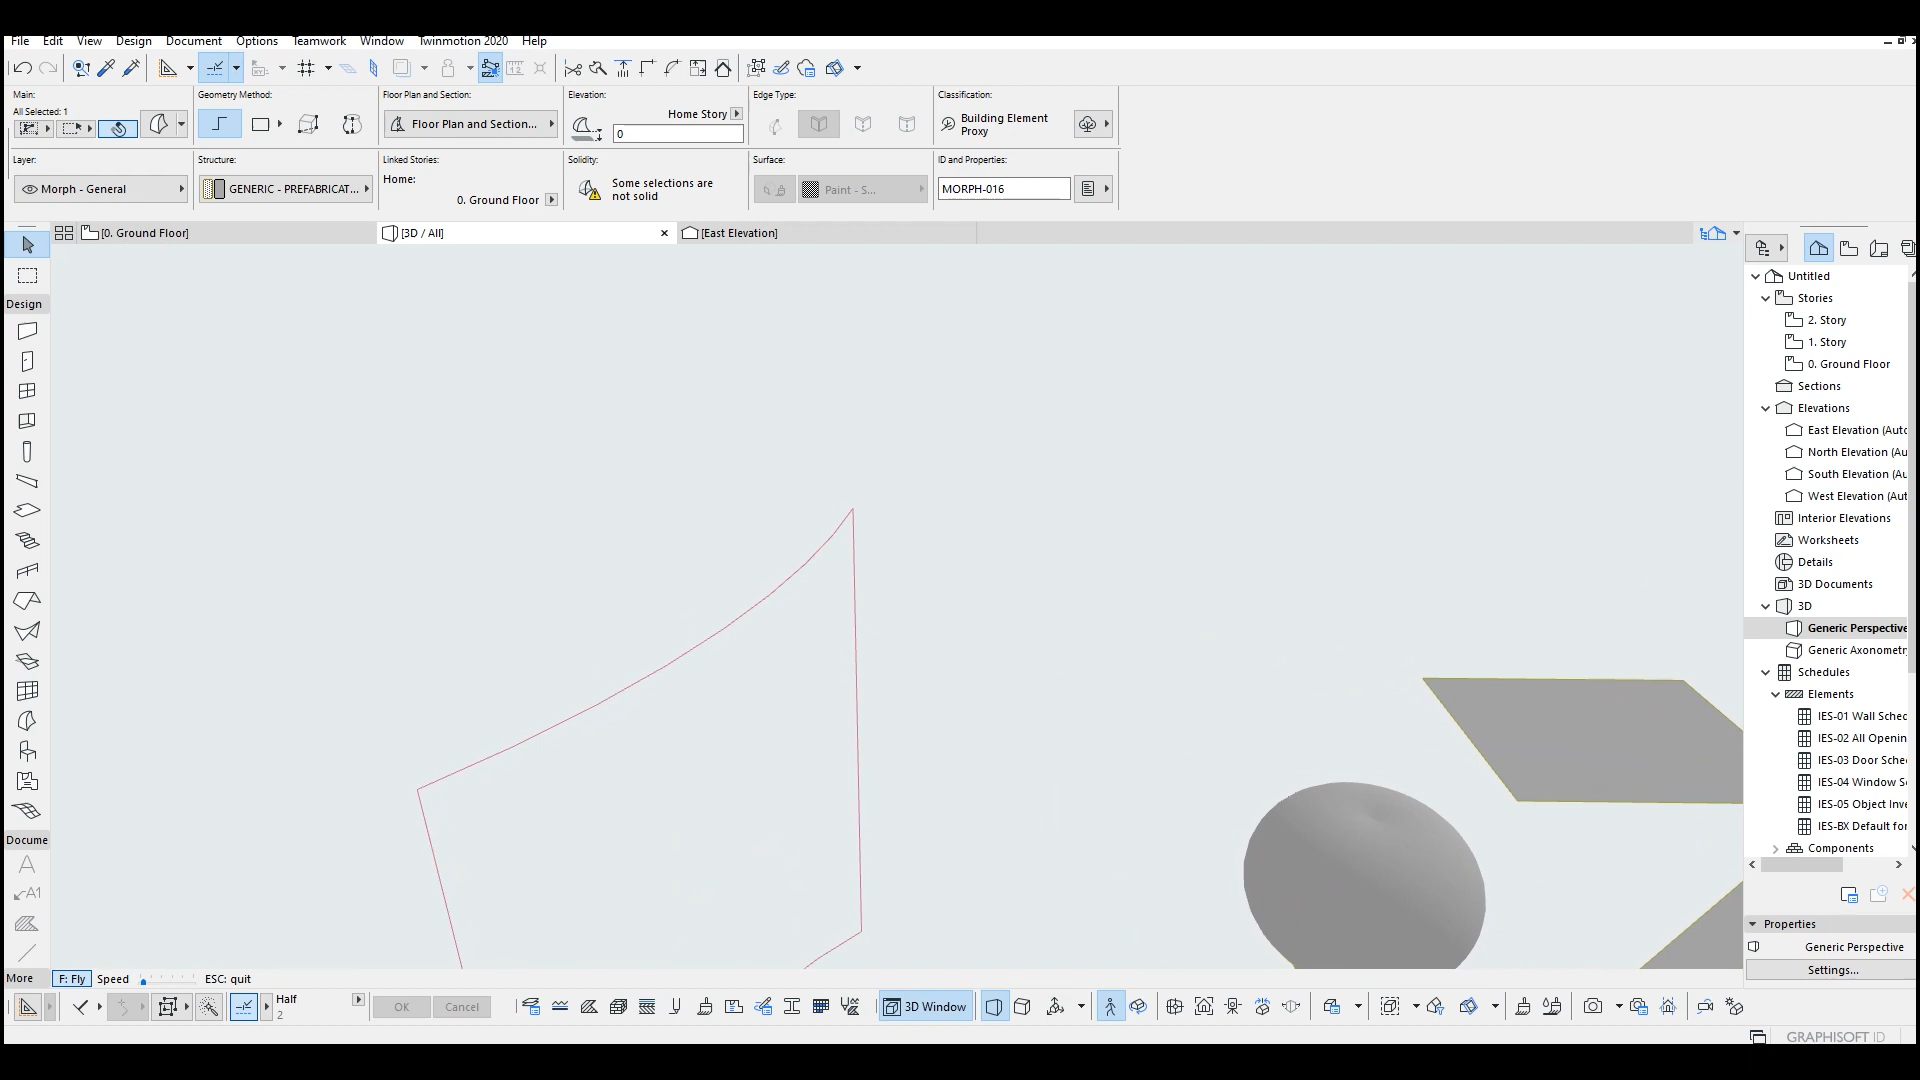 File Edit View Design Document Options Teamwork Window Twinmotion 2020 Help
Main:
All Selected: 1
Geometry Method:
Floor Plan and Section:
Floor Plan and Section...
Elevation:
Home Story
0
Edge Type:
Classification:
Building Element
Proxy
Layer:
Morph - General
Structure:
GENERIC - PREFABRICAT...
Linked Stories:
Home:
0. Ground Floor
Solidity:
Some selections are
not solid
Surface:
Paint - S...
ID and Properties:
MORPH-016
[0. Ground Floor]
[3D / All]
[East Elevation]
Design
Docume
A
A1
More
Untitled
Stories
2. Story
1. Story
0. Ground Floor
Sections
Elevations
East Elevation (Auto
North Elevation (Au
South Elevation (Au
West Elevation (Aut
Interior Elevations
Worksheets
Details
3D Documents
3D
Generic Perspective
Generic Axonometr
Schedules
Elements
IES-01 Wall Sched
IES-02 All Openin
IES-03 Door Sche
IES-04 Window S
IES-05 Object Inve
IES-BX Default for
Components
Properties
Generic Perspective
Settings...
F: Fly Speed ESC: quit
Half
2
OK Cancel
3D Window
GRAPHISOFT ID